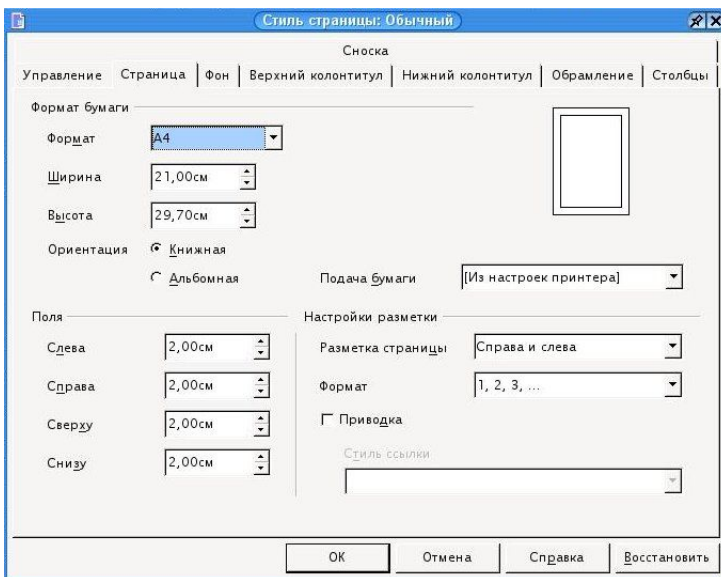 Стиль страницы: Обычный
Сноска
Управление Страница Фон Верхний колонтитул Нижний колонтитул Обрамление Столбцы
Формат бумаги
Формат A4
Ширина 21,00см
Высота 29,70см
Ориентация Книжная
Альбомная Подача бумаги [Из настроек принтера]
Поля Настройки разметки
Слева 2,00см Разметка страницы Справа и слева
Справа 2,00см Формат 1, 2, 3, ...
Сверху 2,00см Приводка
Стиль ссылки
Снизу 2,00см
ОК Отмена Справка Восстановить